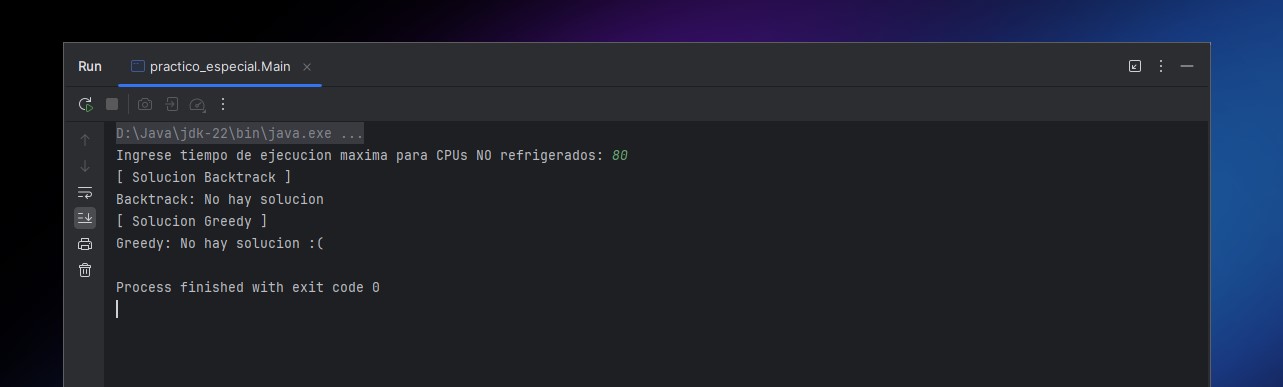 Run practico_especial.Main
D:\Java\jdk-22\bin\java.exe ...
Ingrese tiempo de ejecucion maxima para CPUs NO refrigerados: 80
[ Solucion Backtrack ]
Backtrack: No hay solucion
[ Solucion Greedy ]
Greedy: No hay solucion :(
Process finished with exit code 0